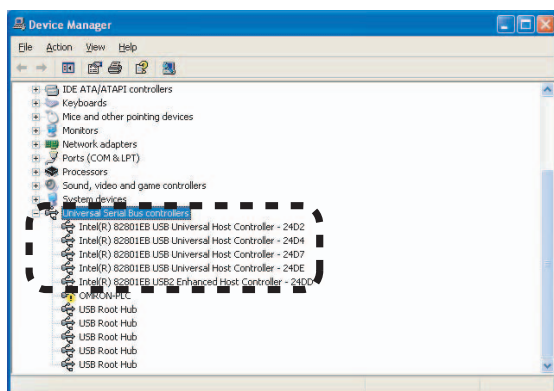 Device Manager
File Action View Help
IDE ATA/ATAPI controllers
Keyboards
Mice and other pointing devices
Monitors
Network adapters
Ports (COM & LPT)
Processors
Sound, video and game controllers
System devices
Universal Serial Bus controllers
Intel(R) 82801EB USB Universal Host Controller - 24D2
Intel(R) 82801EB USB Universal Host Controller - 24D4
Intel(R) 82801EB USB Universal Host Controller - 24D7
Intel(R) 82801EB USB Universal Host Controller - 24DE
Intel(R) 82801EB USB2 Enhanced Host Controller - 24DD
OMRON-PLC
USB Root Hub
USB Root Hub
USB Root Hub
USB Root Hub
USB Root Hub